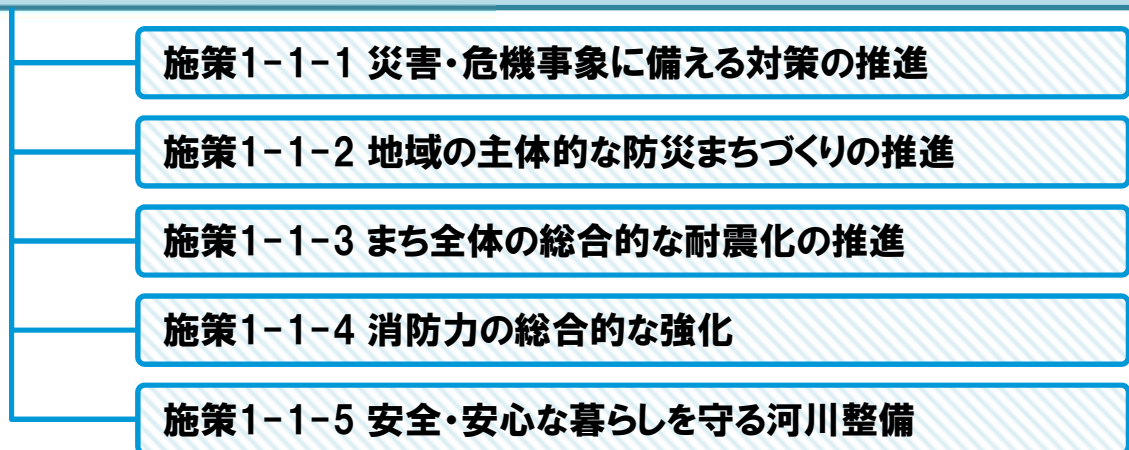 施策1-1-1 災害・危機事象に備える対策の推進
施策1-1-2 地域の主体的な防災まちづくりの推進
施策1-1-3 まち全体の総合的な耐震化の推進
施策1-1-4 消防力の総合的な強化
施策1-1-5 安全・安心な暮らしを守る河川整備